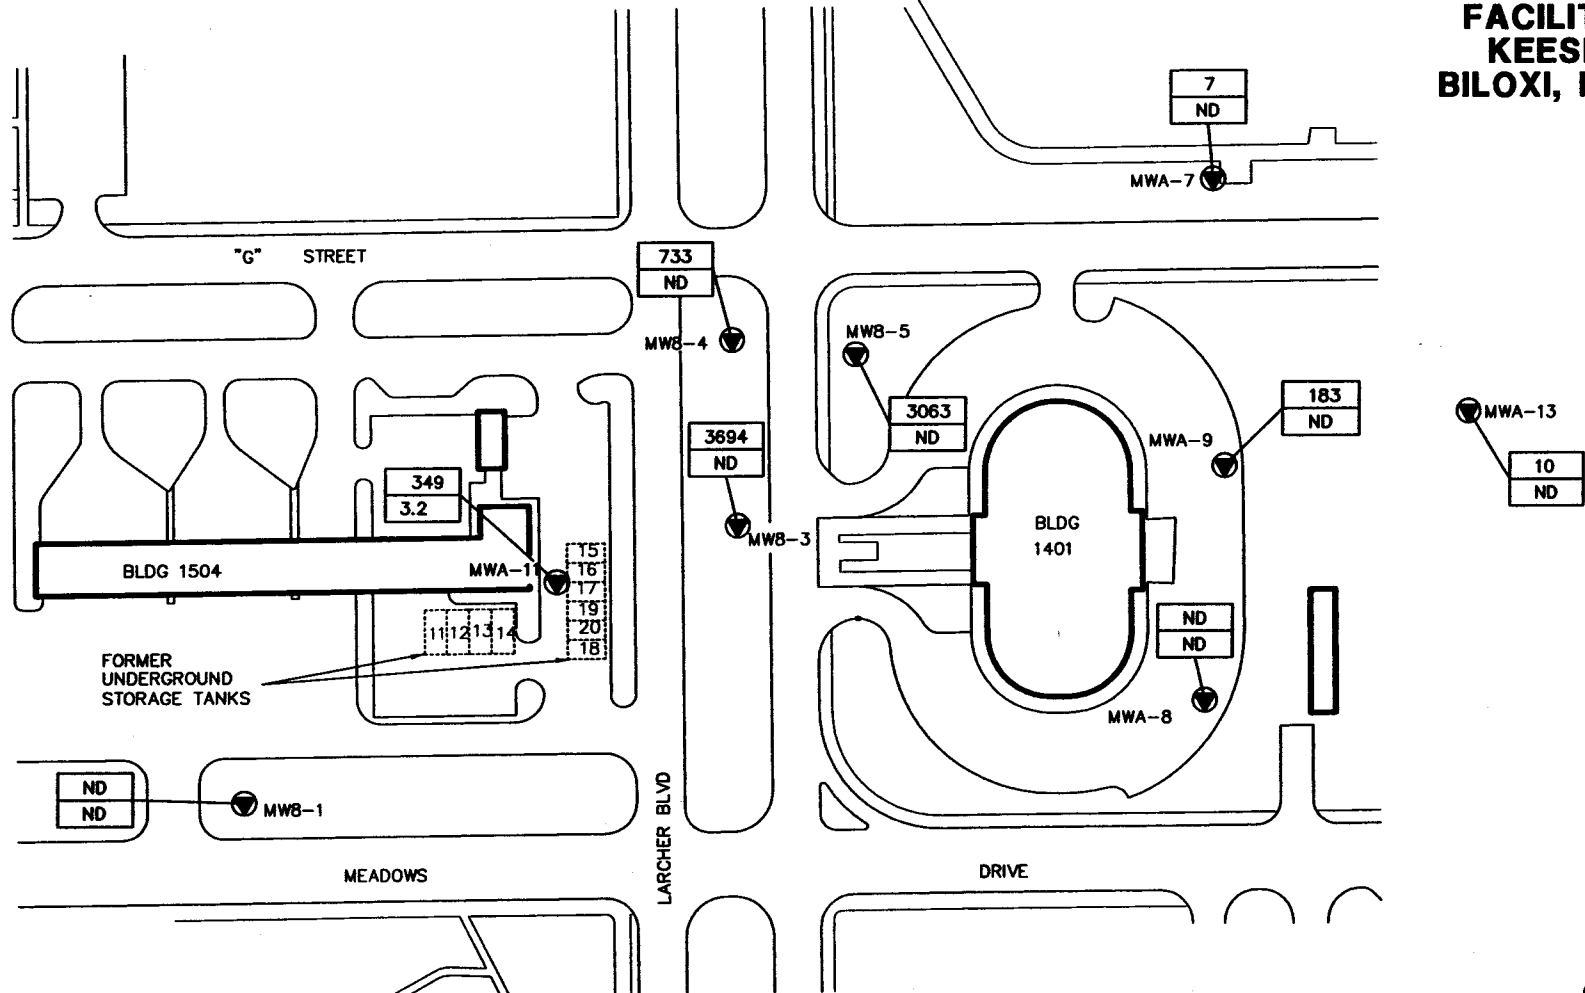 FACILIT
KEES
BILOXI,
7
ND
MWA-7
"G" STREET
733
ND
MW8-4
MW8-5
3063
ND
183
ND
MWA-9
MWA-13
10
ND
3694
ND
MW8-3
349
3.2
MWA-11
BLDG 1504
15
16
17
19
20
18
11 12 13 14
BLDG
1401
ND
ND
MWA-8
FORMER
UNDERGROUND
STORAGE TANKS
ND
ND
MW8-1
LARCHER BLVD
MEADOWS DRIVE